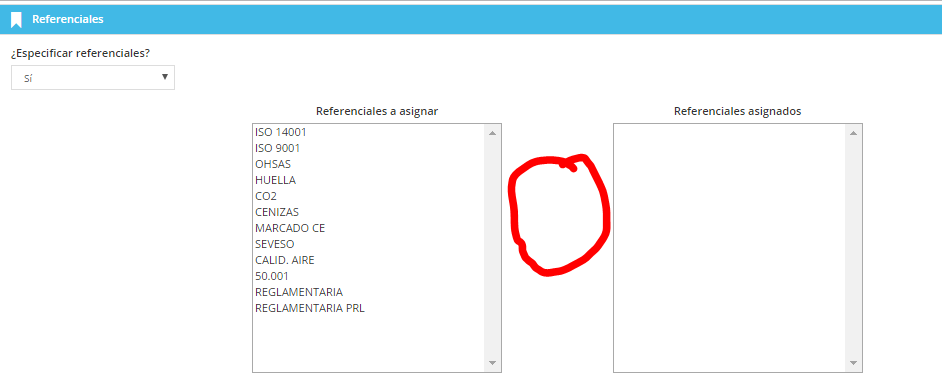 Referenciales
¿Especificar referenciales?
Sí
Referenciales a asignar
Referenciales asignados
ISO 14001
ISO 9001
OHSAS
HUELLA
CO2
CENIZAS
MARCADO CE
SEVESO
CALID. AIRE
50.001
REGLAMENTARIA
REGLAMENTARIA PRL